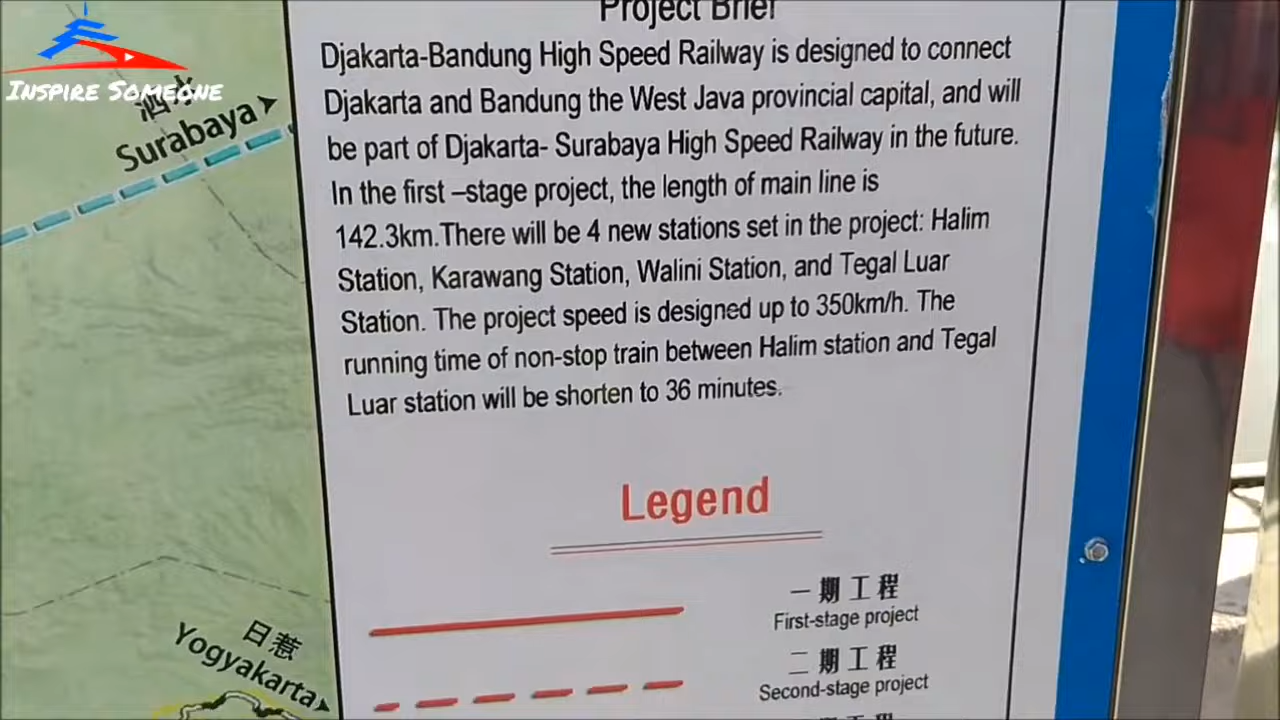 Project Brief
Djakarta-Bandung High Speed Railway is designed to connect
Djakarta and Bandung the West Java provincial capital, and will
be part of Djakarta- Surabaya High Speed Railway in the future.
In the first –stage project, the length of main line is
142.3km.There will be 4 new stations set in the project: Halim
Station, Karawang Station, Walini Station, and Tegal Luar
Station. The project speed is designed up to 350km/h. The
running time of non-stop train between Halim station and Tegal
Luar station will be shorten to 36 minutes.
Legend
一期工程
First-stage project
二期工程
Second-stage project
INSPIRE SOMEONE
Surabaya
日惹
Yogyakarta